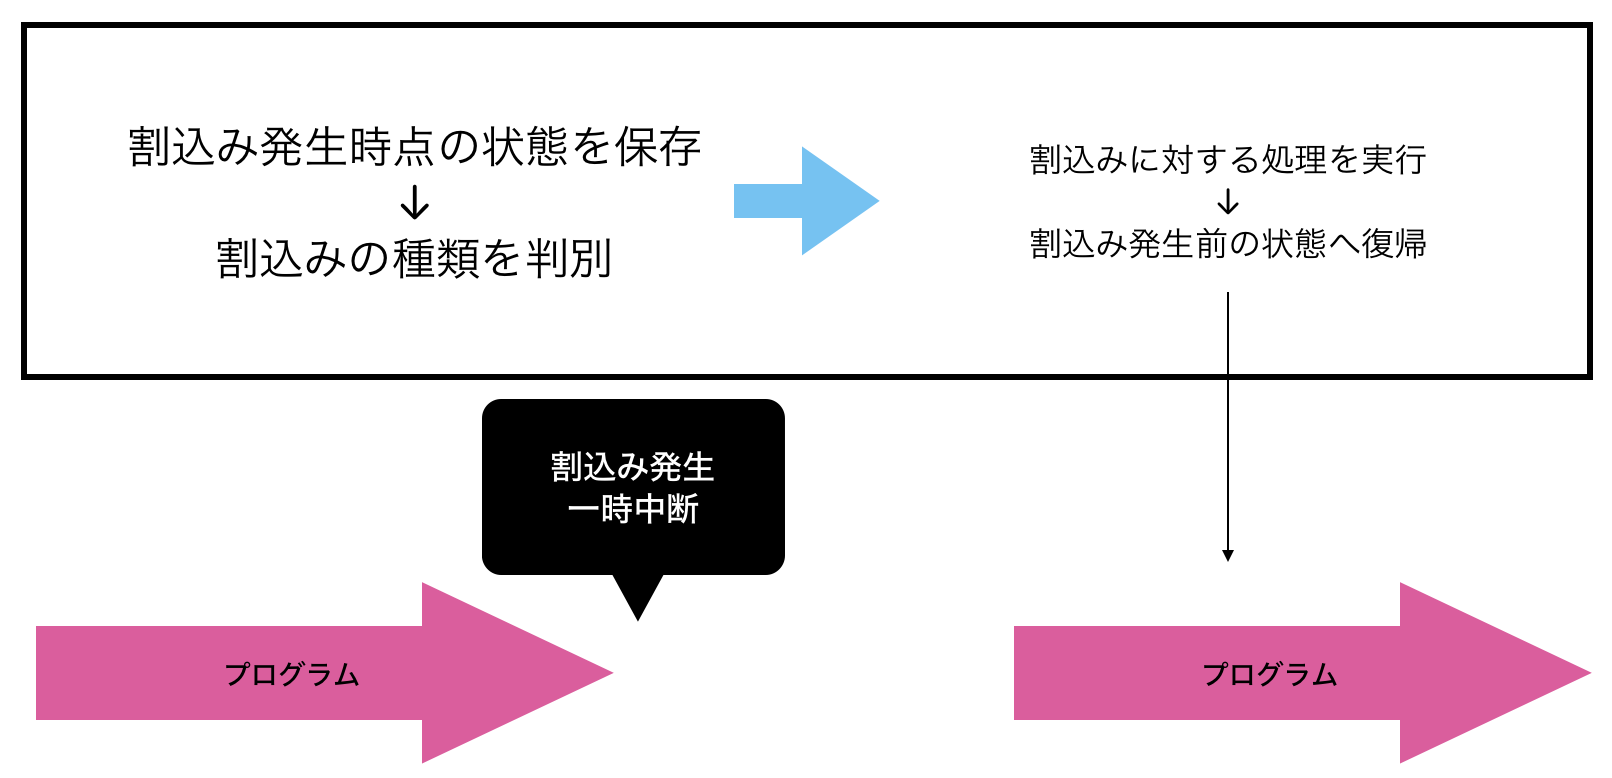 割込み発生時点の状態を保存
↓
割込みの種類を判別
割込みに対する処理を実行
↓
割込み発生前の状態へ復帰
割込み発生
一時中断
プログラム
プログラム